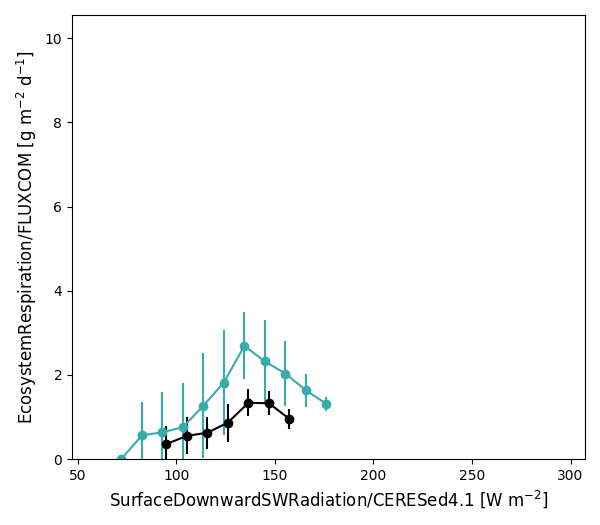 EcosystemRespiration/FLUXCOM [g m⁻² d⁻¹]
10
8
6
4
2
0
50 100 150 200 250 300
SurfaceDownwardSWRadiation/CERESed4.1 [W m⁻²]